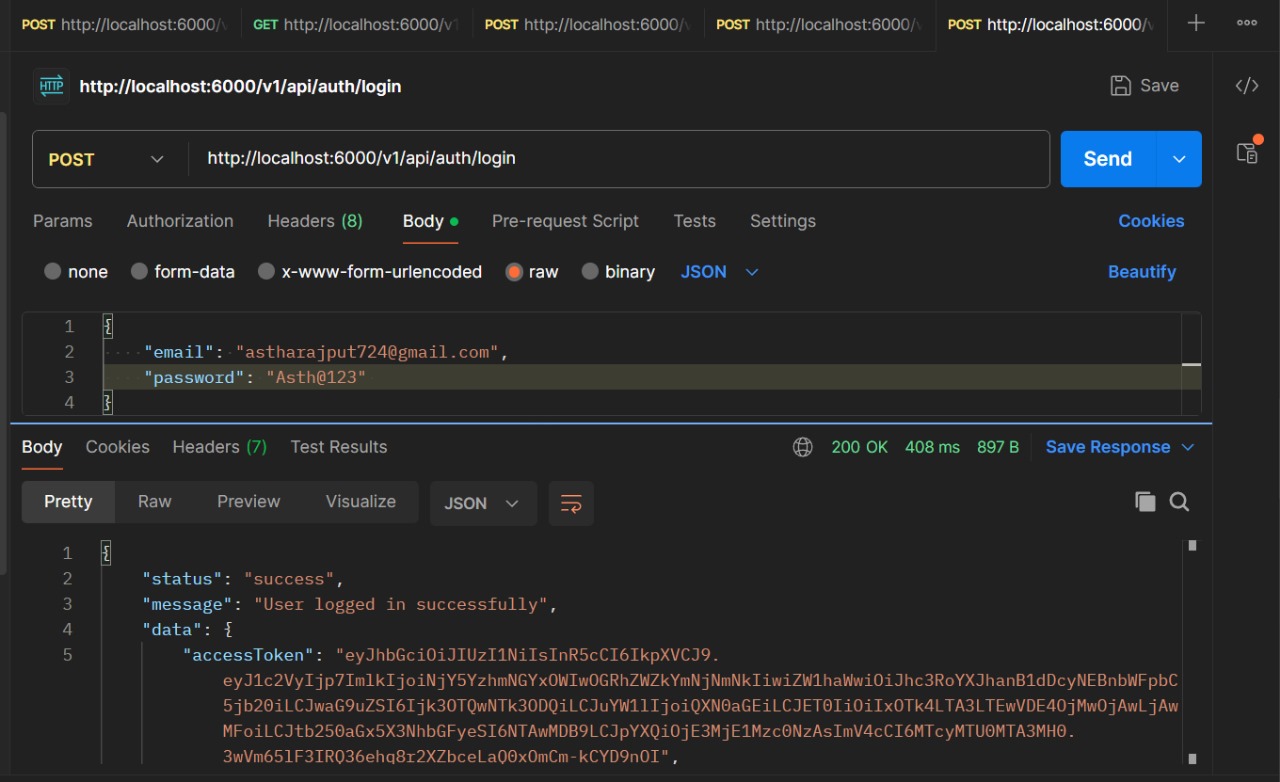 POST http://localhost:6000/ GET http://localhost:6000/v1 POST http://localhost:6000/ POST http://localhost:6000/ POST http://localhost:6000/
HTTP http://localhost:6000/v1/api/auth/login Save
POST http://localhost:6000/v1/api/auth/login Send
Params Authorization Headers (8) Body Pre-request Script Tests Settings Cookies
none form-data x-www-form-urlencoded raw binary JSON Beautify
1 {
2 "email": "astharajput724@gmail.com",
3 "password": "Asth@123"
4 }
Body Cookies Headers (7) Test Results 200 OK 408 ms 897 B Save Response
Pretty Raw Preview Visualize JSON
1 {
2 "status": "success",
3 "message": "User logged in successfully",
4 "data": {
5 "accessToken": "eyJhbGciOiJIUzI1NiIsInR5cCI6IkpXVCJ9.
eyJ1c2VyIjp7ImlkIjoiNjY5YzhmNGYxOWIwOGRhZWZkYmNjNmNkIiwiZW1haWwiOiJhc3RoYXJhanB1dDcyNEBnbWFpbC
5jb20iLCJwaG9uZSI6Ijk3OTQwNTk3ODQiLCJuYW1lIjoiQXN0aGEiLCJET0IiOiIxOTk4LTA3LTEwVDE4OjMwOjAwLjAw
MFoiLCJtb250aGx5X3NhbGFyeSI6NTAwMDB9LCJpYXQiOjE3MjE1Mzc0NzAsImV4cCI6MTcyMTU0MTA3MH0.
3wVm65lF3IRQ36ehq8r2XZbceLaQ0xOmCm-kCYD9nOI",